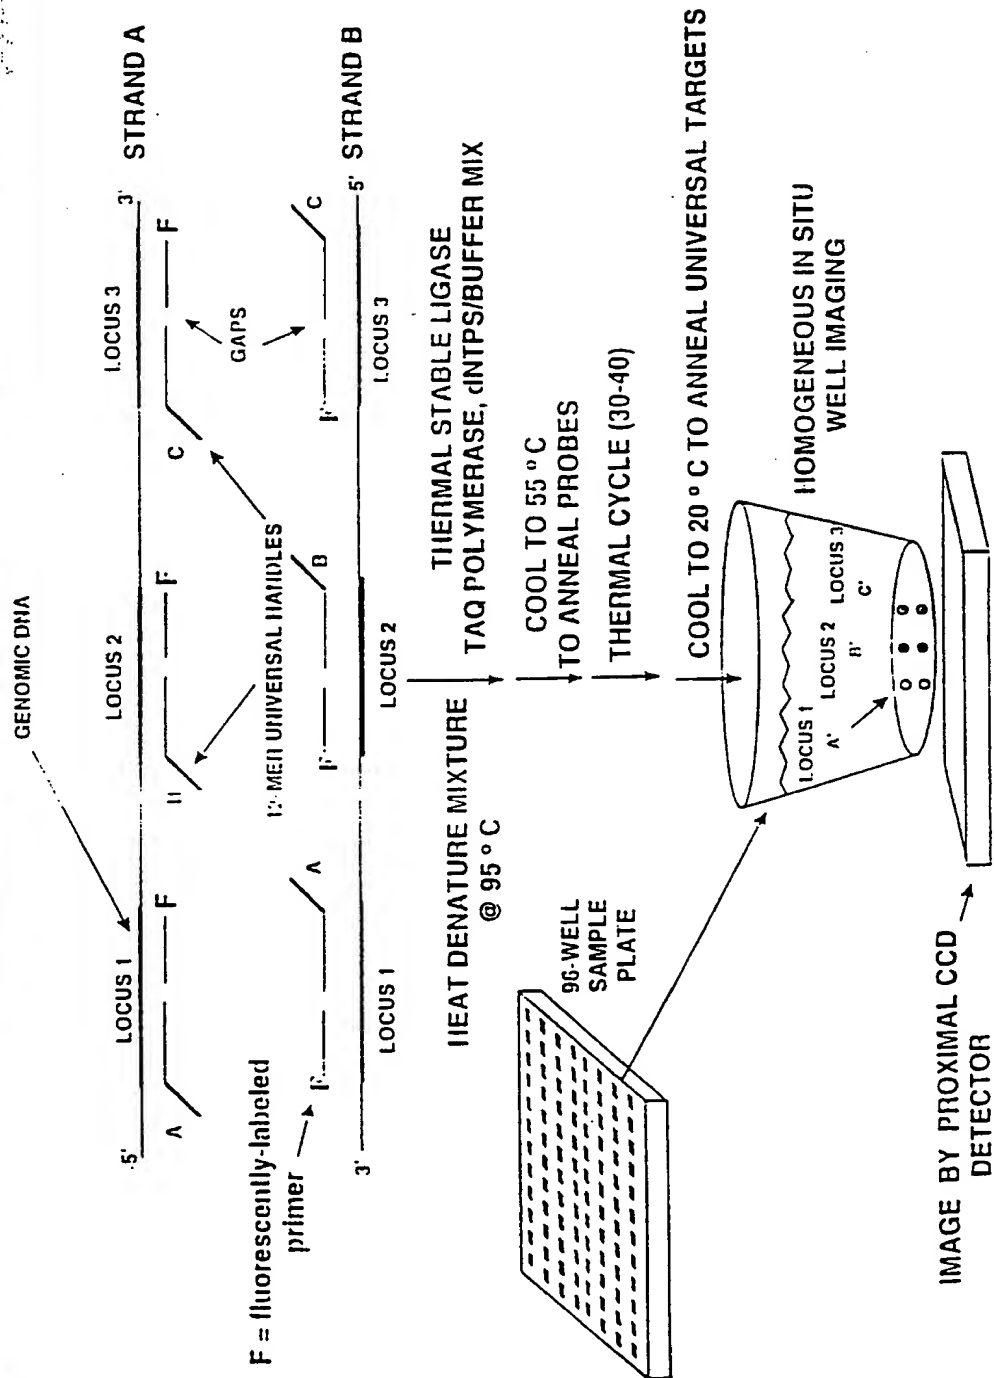 GENOMIC DNA
LOCUS 1
LOCUS 2
LOCUS 3
5'
3'
STRAND A
A
F
F
C
F
GAPS
12-MER UNIVERSAL HANDLES
F = fluorescently-labeled
primer
F
A
F
B
F
C
3'
5'
STRAND B
LOCUS 1
LOCUS 2
LOCUS 3
HEAT DENATURE MIXTURE
@ 95 °C
THERMAL STABLE LIGASE
TAQ POLYMERASE, dNTPS/BUFFER MIX
COOL TO 55 °C
TO ANNEAL PROBES
THERMAL CYCLE (30-40)
COOL TO 20 °C TO ANNEAL UNIVERSAL TARGETS
96-WELL
SAMPLE
PLATE
LOCUS 1
A'
LOCUS 2
B'
LOCUS 3
C'
HOMOGENEOUS IN SITU
WELL IMAGING
IMAGE BY PROXIMAL CCD
DETECTOR